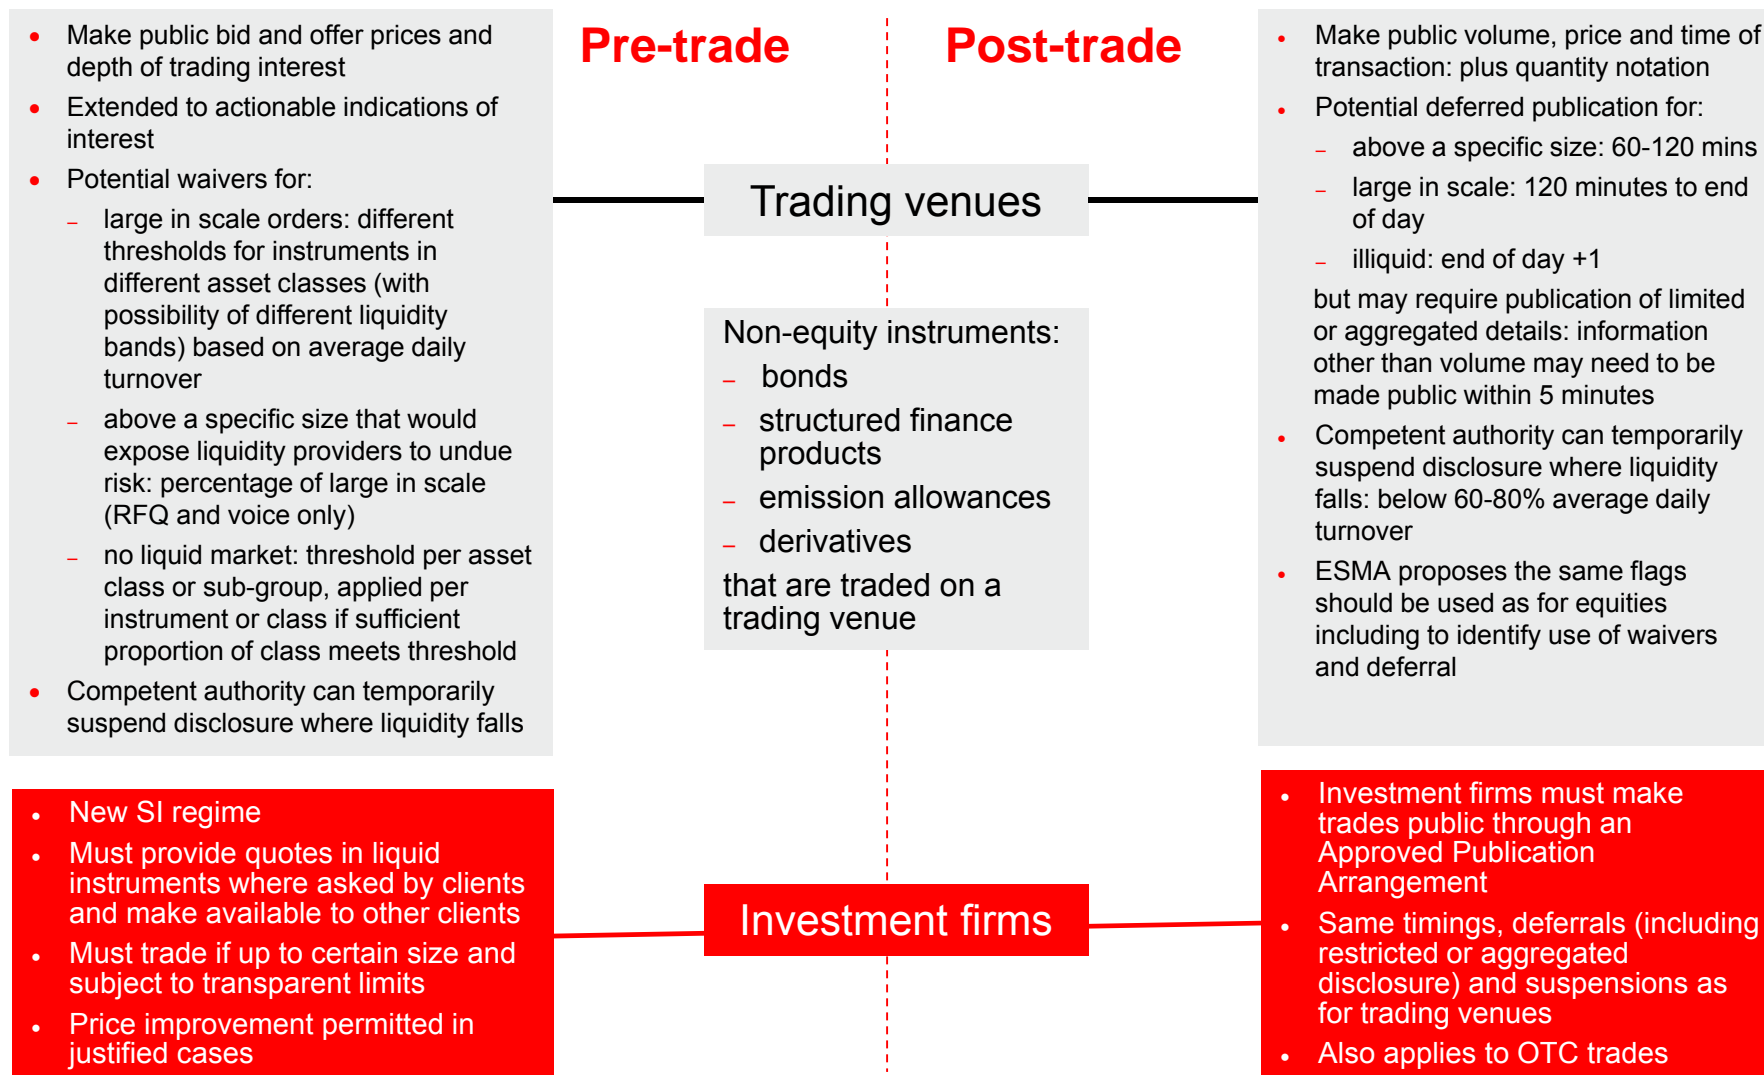 Pre-trade
Post-trade
• Make public bid and offer prices and
depth of trading interest
• Extended to actionable indications of
interest
• Potential waivers for:
– large in scale orders: different
thresholds for instruments in
different asset classes (with
possibility of different liquidity
bands) based on average daily
turnover
– above a specific size that would
expose liquidity providers to undue
risk: percentage of large in scale
(RFQ and voice only)
– no liquid market: threshold per asset
class or sub-group, applied per
instrument or class if sufficient
proportion of class meets threshold
• Competent authority can temporarily
suspend disclosure where liquidity falls
Trading venues
Non-equity instruments:
– bonds
– structured finance
products
– emission allowances
– derivatives
that are traded on a
trading venue
• Make public volume, price and time of
transaction: plus quantity notation
• Potential deferred publication for:
– above a specific size: 60-120 mins
– large in scale: 120 minutes to end
of day
– illiquid: end of day +1
but may require publication of limited
or aggregated details: information
other than volume may need to be
made public within 5 minutes
• Competent authority can temporarily
suspend disclosure where liquidity
falls: below 60-80% average daily
turnover
• ESMA proposes the same flags
should be used as for equities
including to identify use of waivers
and deferral
• New SI regime
• Must provide quotes in liquid
instruments where asked by clients
and make available to other clients
• Must trade if up to certain size and
subject to transparent limits
• Price improvement permitted in
justified cases
Investment firms
• Investment firms must make
trades public through an
Approved Publication
Arrangement
• Same timings, deferrals (including
restricted or aggregated
disclosure) and suspensions as
for trading venues
• Also applies to OTC trades